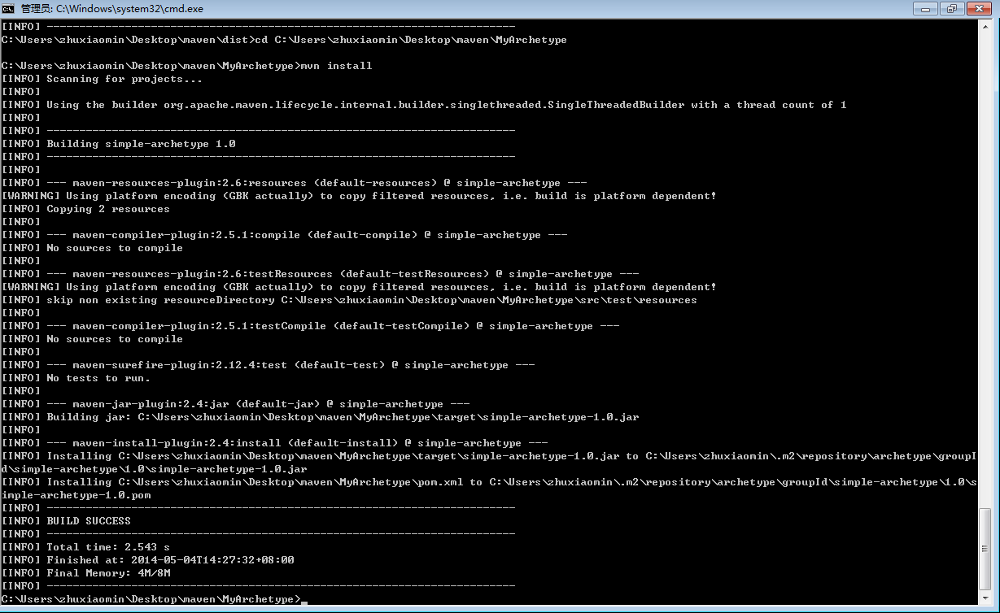 管理员: C:\Windows\system32\cmd.exe
[INFO] ------------------------------------------------------------------------
C:\Users\zhuxiaomin\Desktop\maven\dist>cd C:\Users\zhuxiaomin\Desktop\maven\MyArchetype
C:\Users\zhuxiaomin\Desktop\maven\MyArchetype>mvn install
[INFO] Scanning for projects...
[INFO]
[INFO] Using the builder org.apache.maven.lifecycle.internal.builder.singlethreaded.SingleThreadedBuilder with a thread count of 1
[INFO]
[INFO] ------------------------------------------------------------------------
[INFO] Building simple-archetype 1.0
[INFO] ------------------------------------------------------------------------
[INFO]
[INFO] --- maven-resources-plugin:2.6:resources (default-resources) @ simple-archetype ---
[WARNING] Using platform encoding (GBK actually) to copy filtered resources, i.e. build is platform dependent!
[INFO] Copying 2 resources
[INFO]
[INFO] --- maven-compiler-plugin:2.5.1:compile (default-compile) @ simple-archetype ---
[INFO] No sources to compile
[INFO]
[INFO] --- maven-resources-plugin:2.6:testResources (default-testResources) @ simple-archetype ---
[WARNING] Using platform encoding (GBK actually) to copy filtered resources, i.e. build is platform dependent!
[INFO] skip non existing resourceDirectory C:\Users\zhuxiaomin\Desktop\maven\MyArchetype\src\test\resources
[INFO]
[INFO] --- maven-compiler-plugin:2.5.1:testCompile (default-testCompile) @ simple-archetype ---
[INFO] No sources to compile
[INFO]
[INFO] --- maven-surefire-plugin:2.12.4:test (default-test) @ simple-archetype ---
[INFO] No tests to run.
[INFO]
[INFO] --- maven-jar-plugin:2.4:jar (default-jar) @ simple-archetype ---
[INFO] Building jar: C:\Users\zhuxiaomin\Desktop\maven\MyArchetype\target\simple-archetype-1.0.jar
[INFO]
[INFO] --- maven-install-plugin:2.4:install (default-install) @ simple-archetype ---
[INFO] Installing C:\Users\zhuxiaomin\Desktop\maven\MyArchetype\target\simple-archetype-1.0.jar to C:\Users\zhuxiaomin\.m2\repository\archetype\groupI
d\simple-archetype\1.0\simple-archetype-1.0.jar
[INFO] Installing C:\Users\zhuxiaomin\Desktop\maven\MyArchetype\pom.xml to C:\Users\zhuxiaomin\.m2\repository\archetype\groupId\simple-archetype\1.0\s
imple-archetype-1.0.pom
[INFO] ------------------------------------------------------------------------
[INFO] BUILD SUCCESS
[INFO] ------------------------------------------------------------------------
[INFO] Total time: 2.543 s
[INFO] Finished at: 2014-05-04T14:27:32+08:00
[INFO] Final Memory: 4M/8M
[INFO] ------------------------------------------------------------------------
C:\Users\zhuxiaomin\Desktop\maven\MyArchetype>_